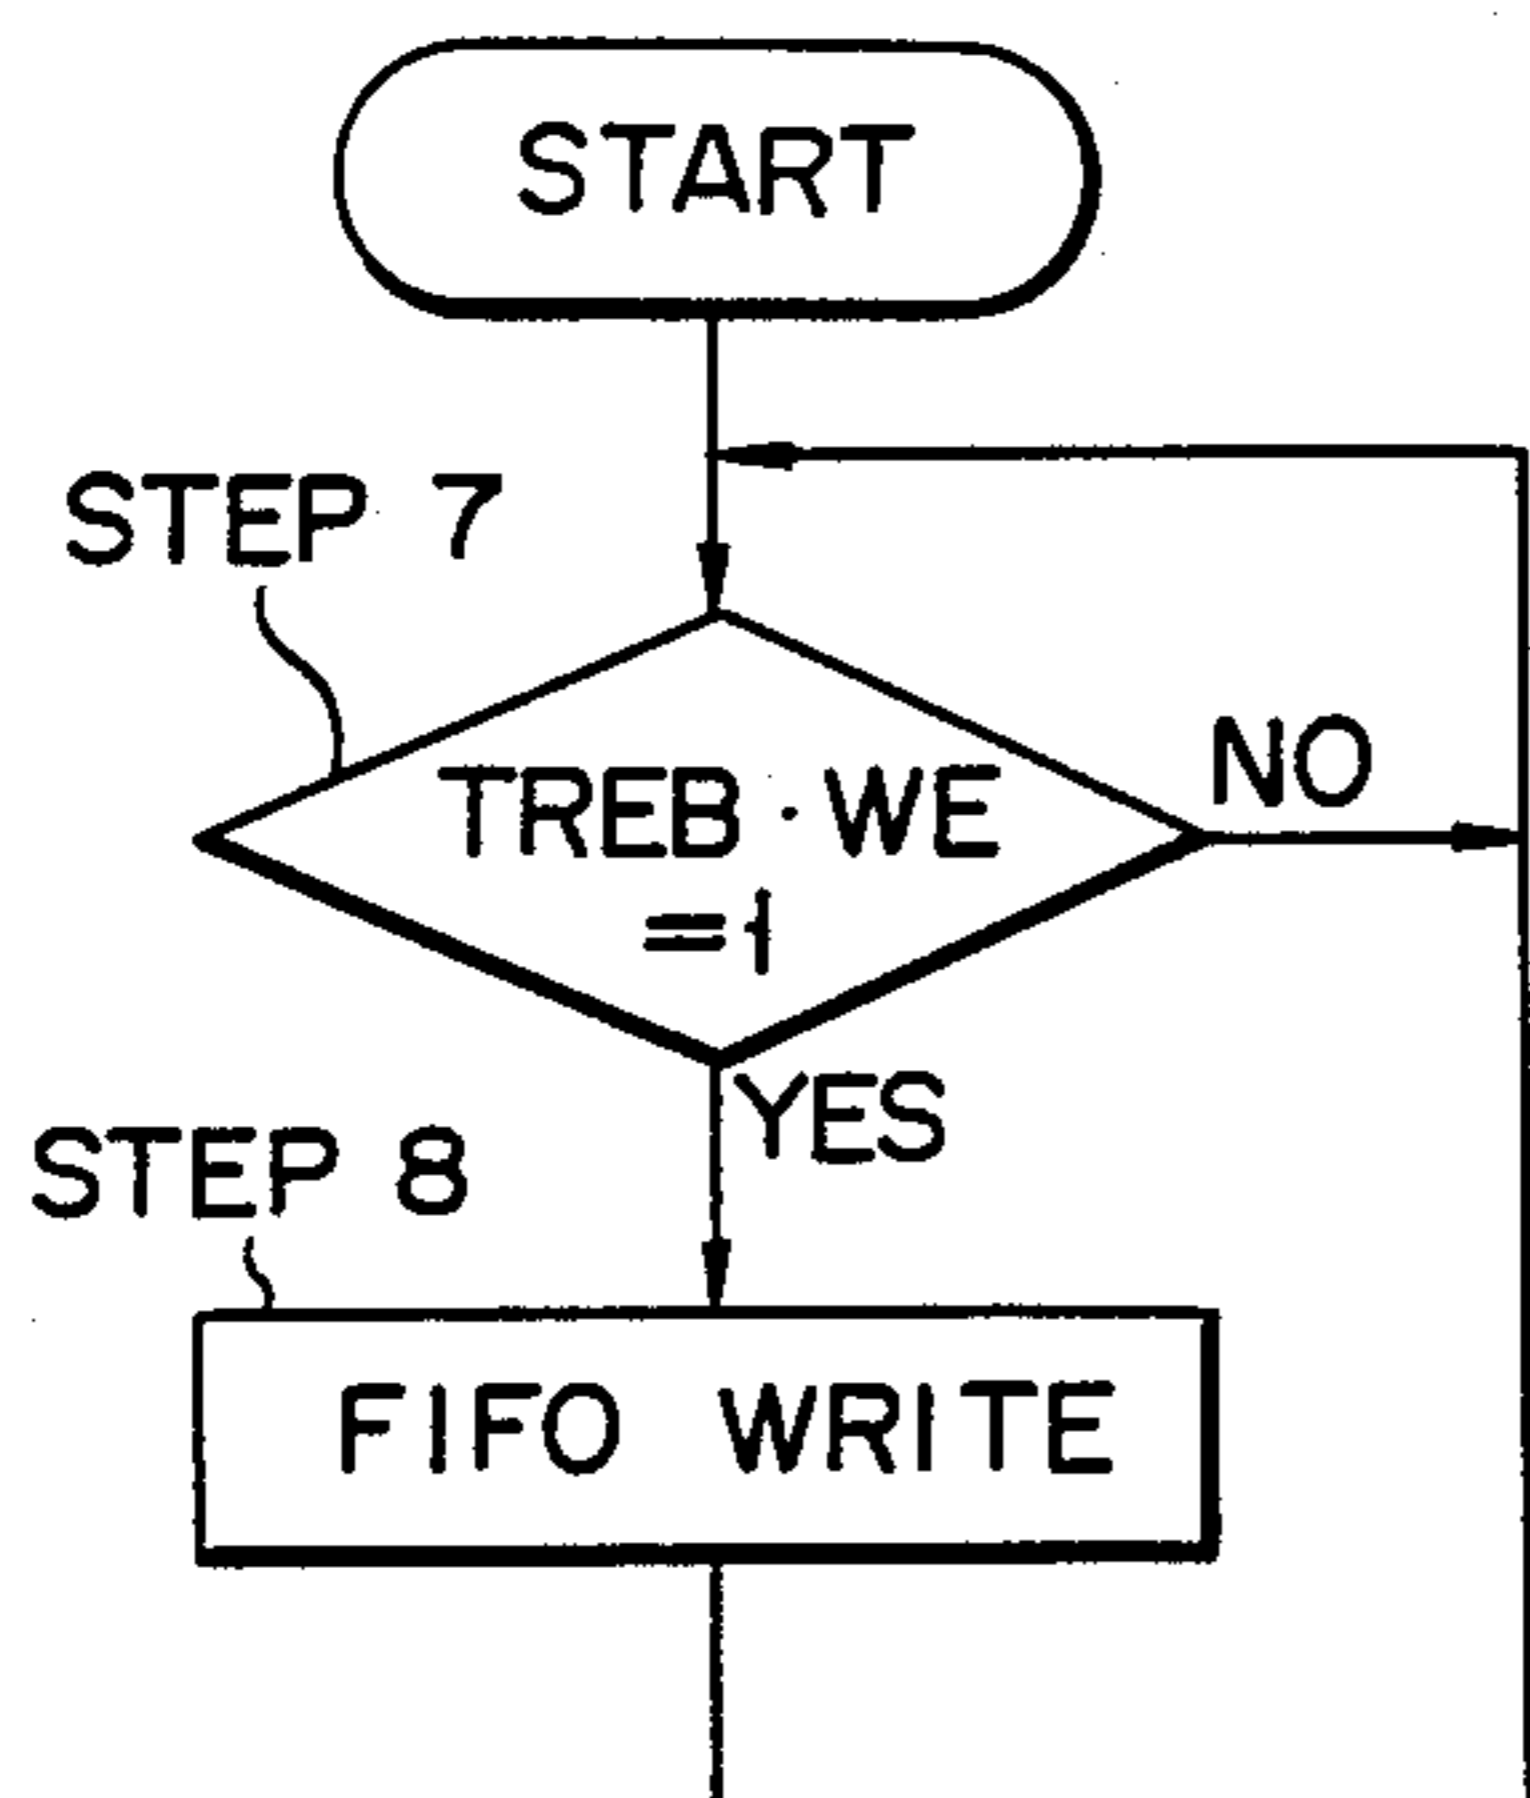 START
STEP 7
TREB·WE
=1
NO
YES
STEP 8
FIFO WRITE